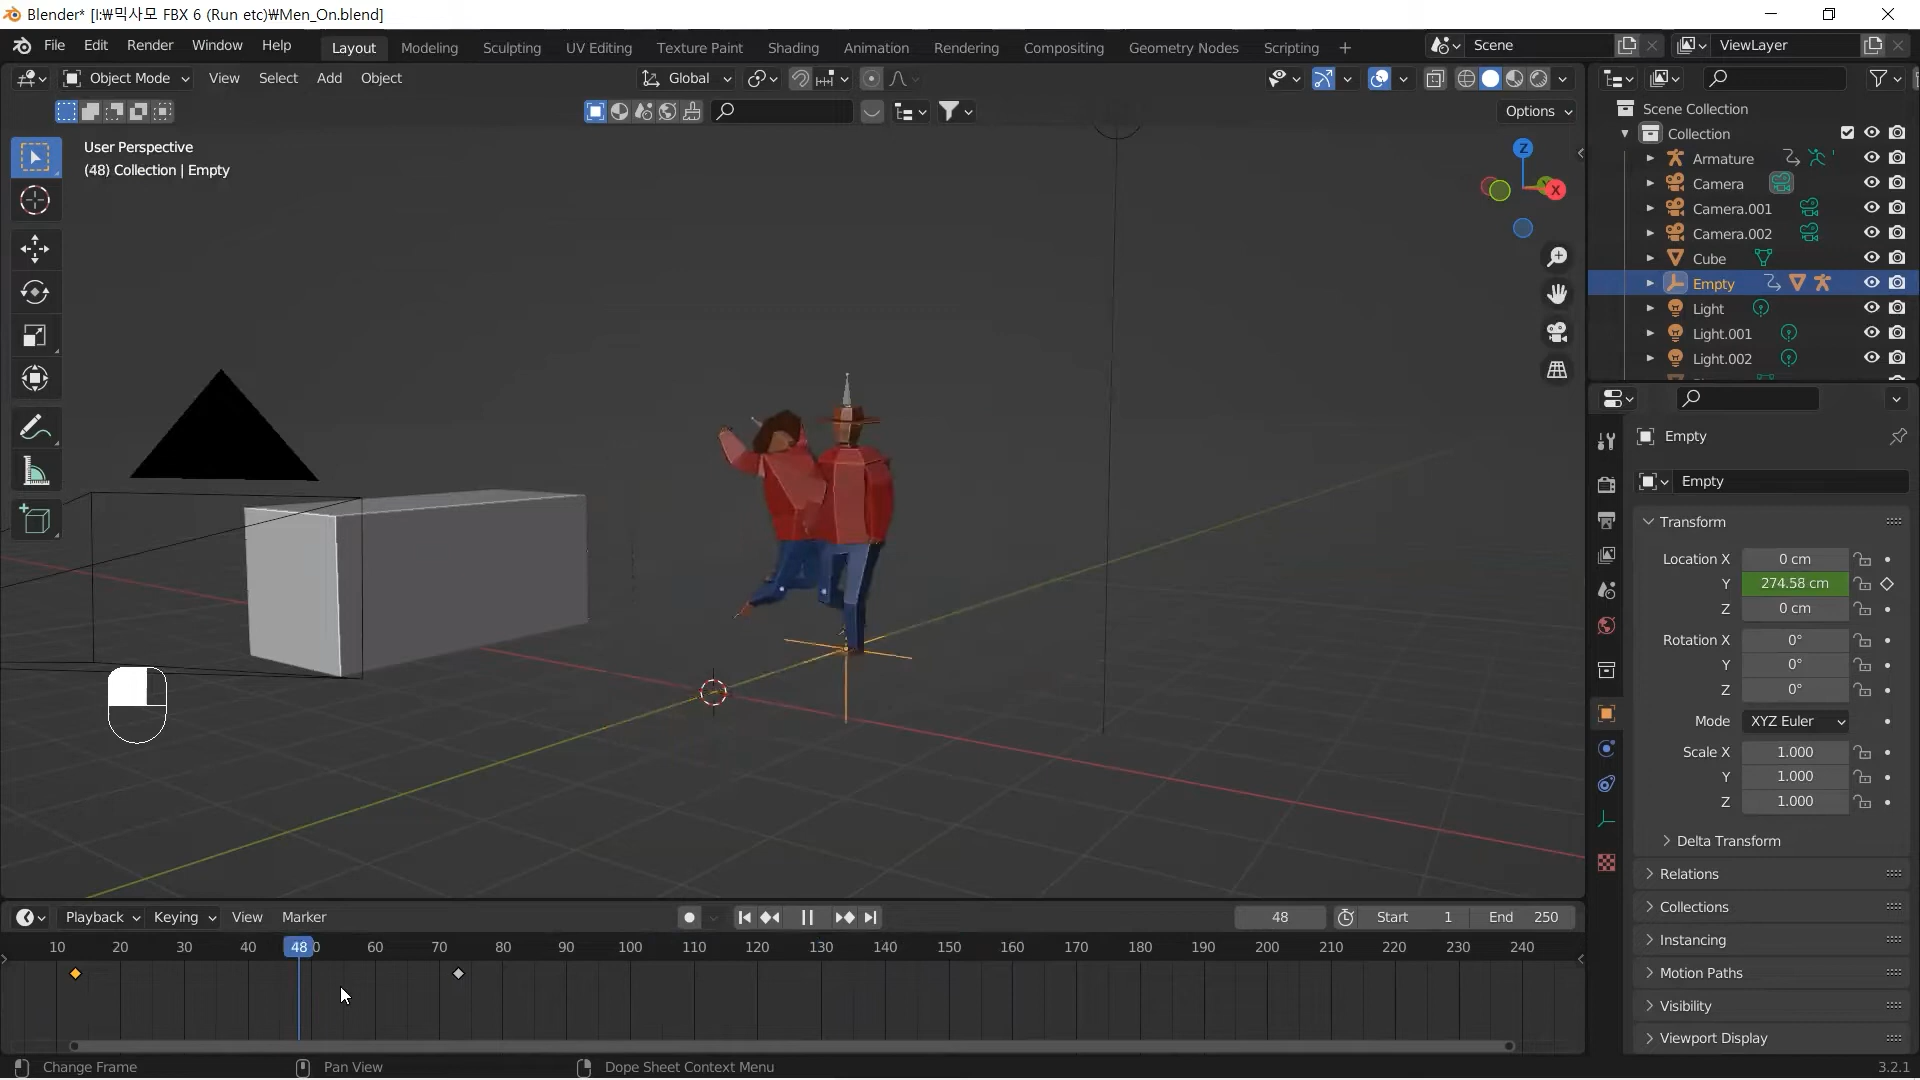 Blender* [I:₩믹사모 FBX 6 (Run etc)₩Men_On.blend]
File Edit Render Window Help Layout Modeling Sculpting UV Editing Texture Paint Shading Animation Rendering Compositing Geometry Nodes Scripting + Scene ViewLayer
Object Mode View Select Add Object Global
Options
User Perspective
(48) Collection | Empty
Z
X
Scene Collection
Collection
Armature
Camera
Camera.001
Camera.002
Cube
Empty
Light
Light.001
Light.002
Empty
Empty
Transform
Location X 0 cm
Y 274.58 cm
Z 0 cm
Rotation X 0°
Y 0°
Z 0°
Mode XYZ Euler
Scale X 1.000
Y 1.000
Z 1.000
Delta Transform
Relations
Collections
Instancing
Motion Paths
Visibility
Viewport Display
Playback Keying View Marker 48 Start 1 End 250
10 20 30 40 48 0 60 70 80 90 100 110 120 130 140 150 160 170 180 190 200 210 220 230 240
Change Frame Pan View Dope Sheet Context Menu 3.2.1